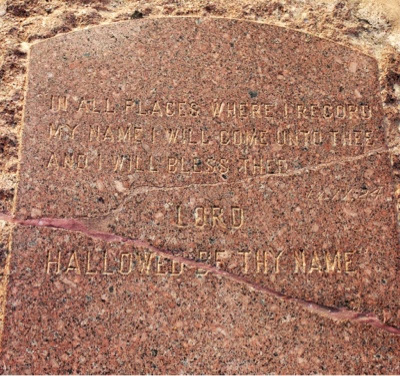 IN ALL PLACES WHERE I RECORD
MY NAME I WILL COME UNTO THEE
AND I WILL BLESS THEE
LORD
HALLOWED BE THY NAME